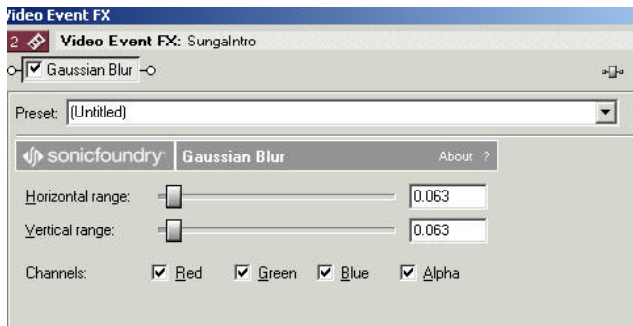 Video Event FX
2 Video Event FX: SungaIntro
Gaussian Blur
Preset: (Untitled)
sonicfoundry Gaussian Blur About ?
Horizontal range: 0.063
Vertical range: 0.063
Channels: Red Green Blue Alpha